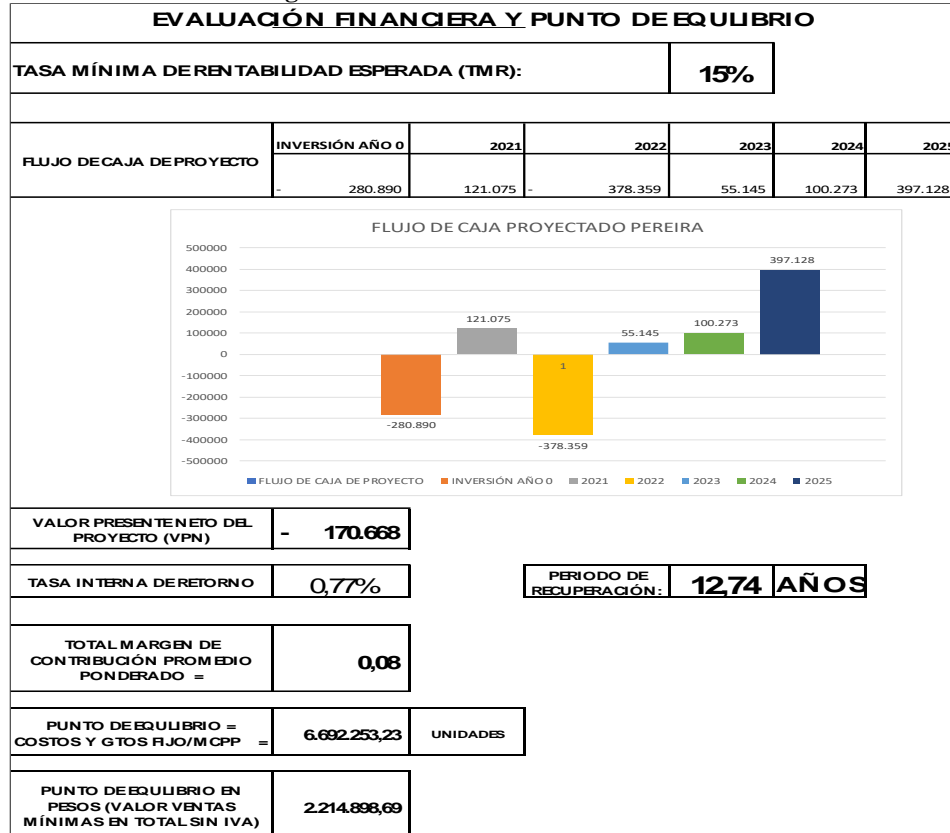 EVALUACIÓN FINANCIERA Y PUNTO DE EQULIBRIO
TASA MÍNIMA DE RENTABILIDAD ESPERADA (TMR): 15%
FLUJO DE CAJA DE PROYECTO
INVERSIÓN AÑO 0 2021 2022 2023 2024 2025
- 280.890 121.075 - 378.359 55.145 100.273 397.128
FLUJO DE CAJA PROYECTADO PEREIRA
500000
400000
300000
200000
100000
0
-100000
-200000
-300000
-400000
-500000
-280.890
121.075
1
-378.359
55.145
100.273
397.128
FLUJO DE CAJA DE PROYECTO INVERSIÓN AÑO 0 2021 2022 2023 2024 2025
VALOR PRESENTE NETO DEL
PROYECTO (VPN)
- 170.668
TASA INTERNA DE RETORNO 0,77%
PERIODO DE
RECUPERACIÓN:
12,74 AÑOS
TOTAL MARGEN DE
CONTRIBUCIÓN PROMEDIO
PONDERADO =
0,08
PUNTO DE EQULIBRIO =
COSTOS Y GTOS FIJO/MCPP =
6.692.253,23 UNIDADES
PUNTO DE EQULIBRIO EN
PESOS (VALOR VENTAS
MÍNIMAS EN TOTAL SIN IVA)
2.214.898,69